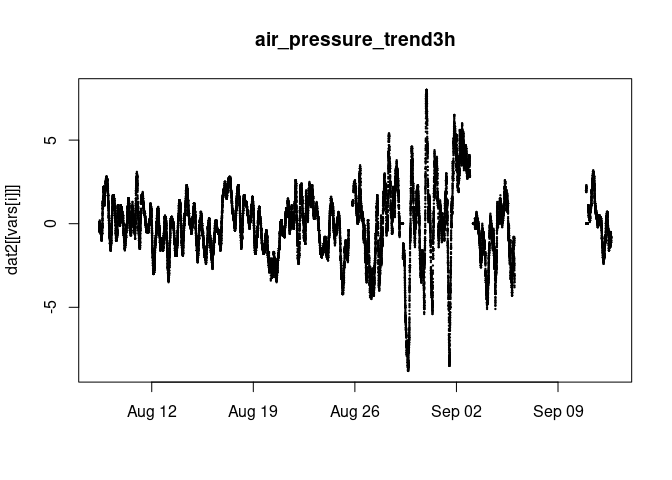 air_pressure_trend3h
dat2[[vars[i]]]
5
0
-5
Aug 12
Aug 19
Aug 26
Sep 02
Sep 09